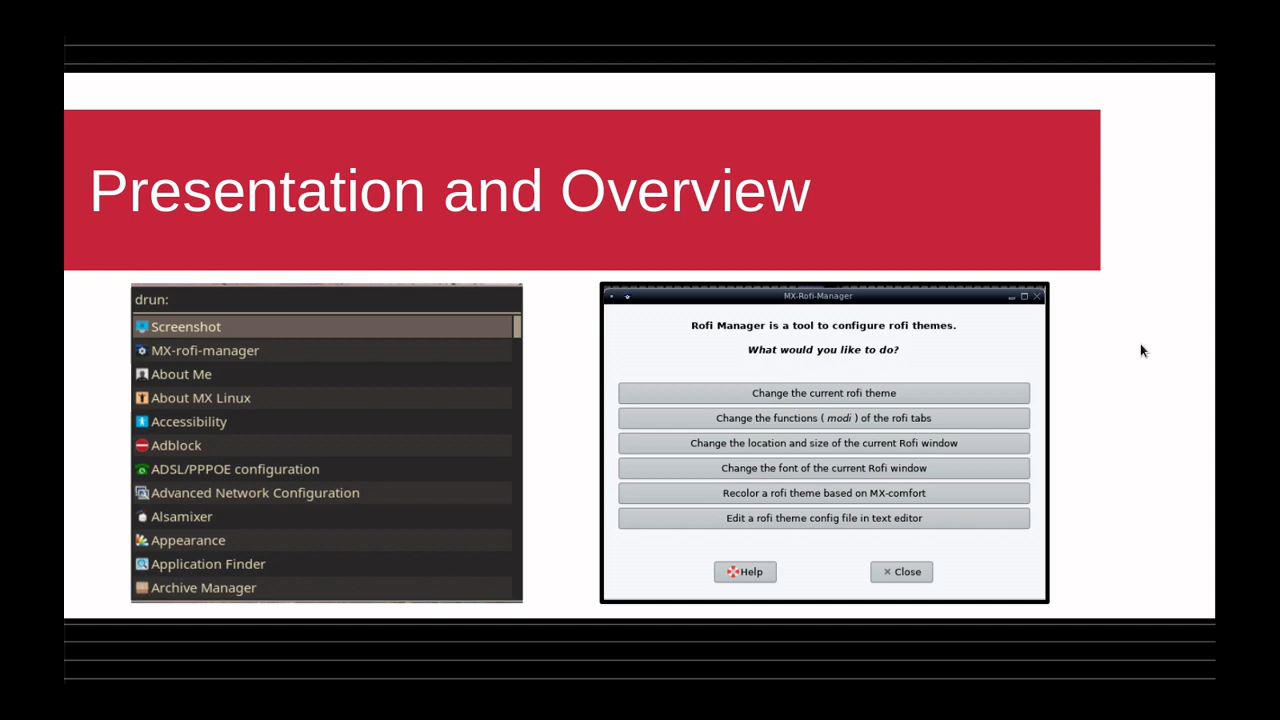 Presentation and Overview
drun:
Screenshot
MX-rofi-manager
About Me
About MX Linux
Accessibility
Adblock
ADSL/PPPOE configuration
Advanced Network Configuration
Alsamixer
Appearance
Application Finder
Archive Manager
MX-Rofi-Manager
Rofi Manager is a tool to configure rofi themes.
What would you like to do?
Change the current rofi theme
Change the functions ( modi ) of the rofi tabs
Change the location and size of the current Rofi window
Change the font of the current Rofi window
Recolor a rofi theme based on MX-comfort
Edit a rofi theme config file in text editor
Help
Close